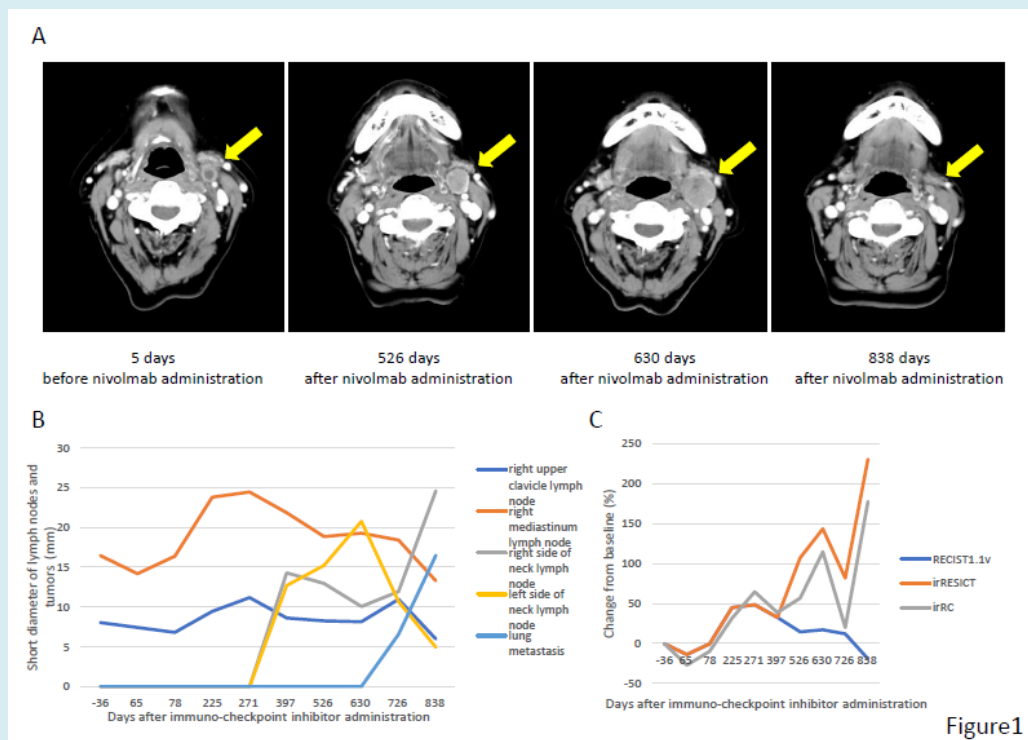 A
5 days
before nivolmab administration
526 days
after nivolmab administration
630 days
after nivolmab administration
838 days
after nivolmab administration
B
Short diameter of lymph nodes and
tumors (mm)
30
25
20
15
10
5
0
-36 65 78 225 271 397 526 630 726 838
Days after immuno-checkpoint inhibitor administration
right upper
clavicle lymph
node
right
mediastinum
lymph node
right side of
neck lymph
node
left side of
neck lymph
node
lung
metastasis
C
Change from baseline (%)
250
200
150
100
50
0
-50
-36 65 78 225 271 397 526 630 726 838
Days after immuno-checkpoint inhibitor administration
RECIST1.1v
irRESICT
irRC
Figure1